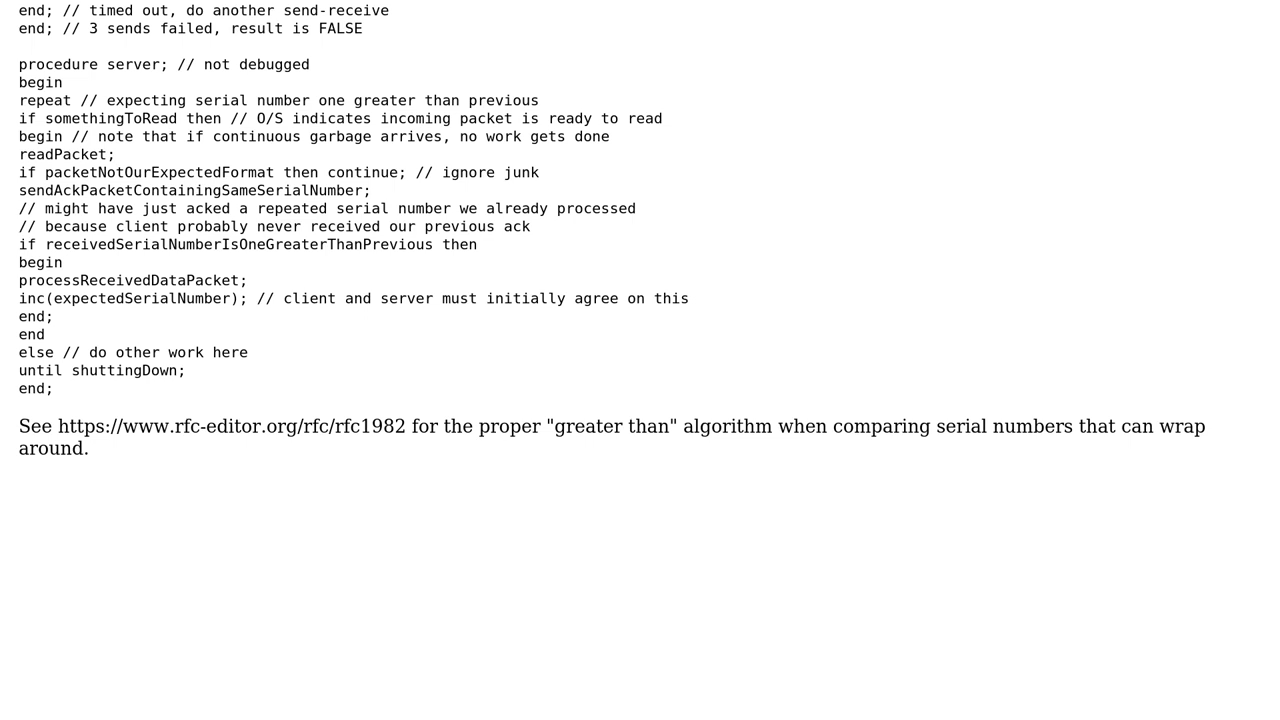 end; // timed out, do another send-receive
end; // 3 sends failed, result is FALSE
procedure server; // not debugged
begin
repeat // expecting serial number one greater than previous
if somethingToRead then // O/S indicates incoming packet is ready to read
begin // note that if continuous garbage arrives, no work gets done
readPacket;
if packetNotOurExpectedFormat then continue; // ignore junk
sendAckPacketContainingSameSerialNumber;
// might have just acked a repeated serial number we already processed
// because client probably never received our previous ack
if receivedSerialNumberIsOneGreaterThanPrevious then
begin
processReceivedDataPacket;
inc(expectedSerialNumber); // client and server must initially agree on this
end;
end
else // do other work here
until shuttingDown;
end;
See https://www.rfc-editor.org/rfc/rfc1982 for the proper "greater than" algorithm when comparing serial numbers that can wrap
around.